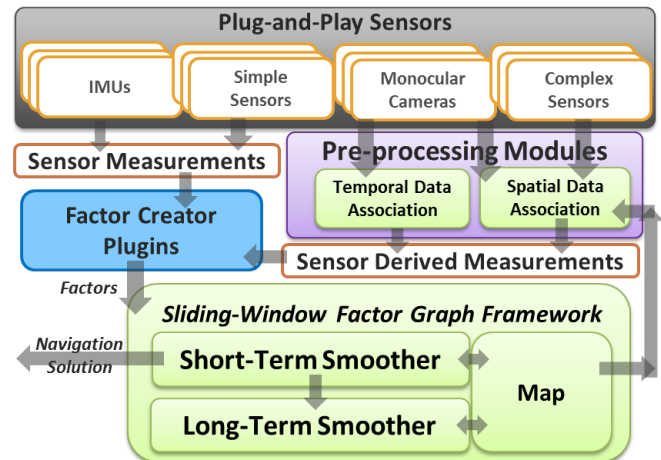 Plug-and-Play Sensors
IMUs
Simple
Sensors
Monocular
Cameras
Complex
Sensors
Sensor Measurements
Pre-processing Modules
Temporal Data
Association
Spatial Data
Association
Factor Creator
Plugins
Sensor Derived Measurements
Factors
Sliding-Window Factor Graph Framework
Navigation
Solution
Short-Term Smoother
Map
Long-Term Smoother